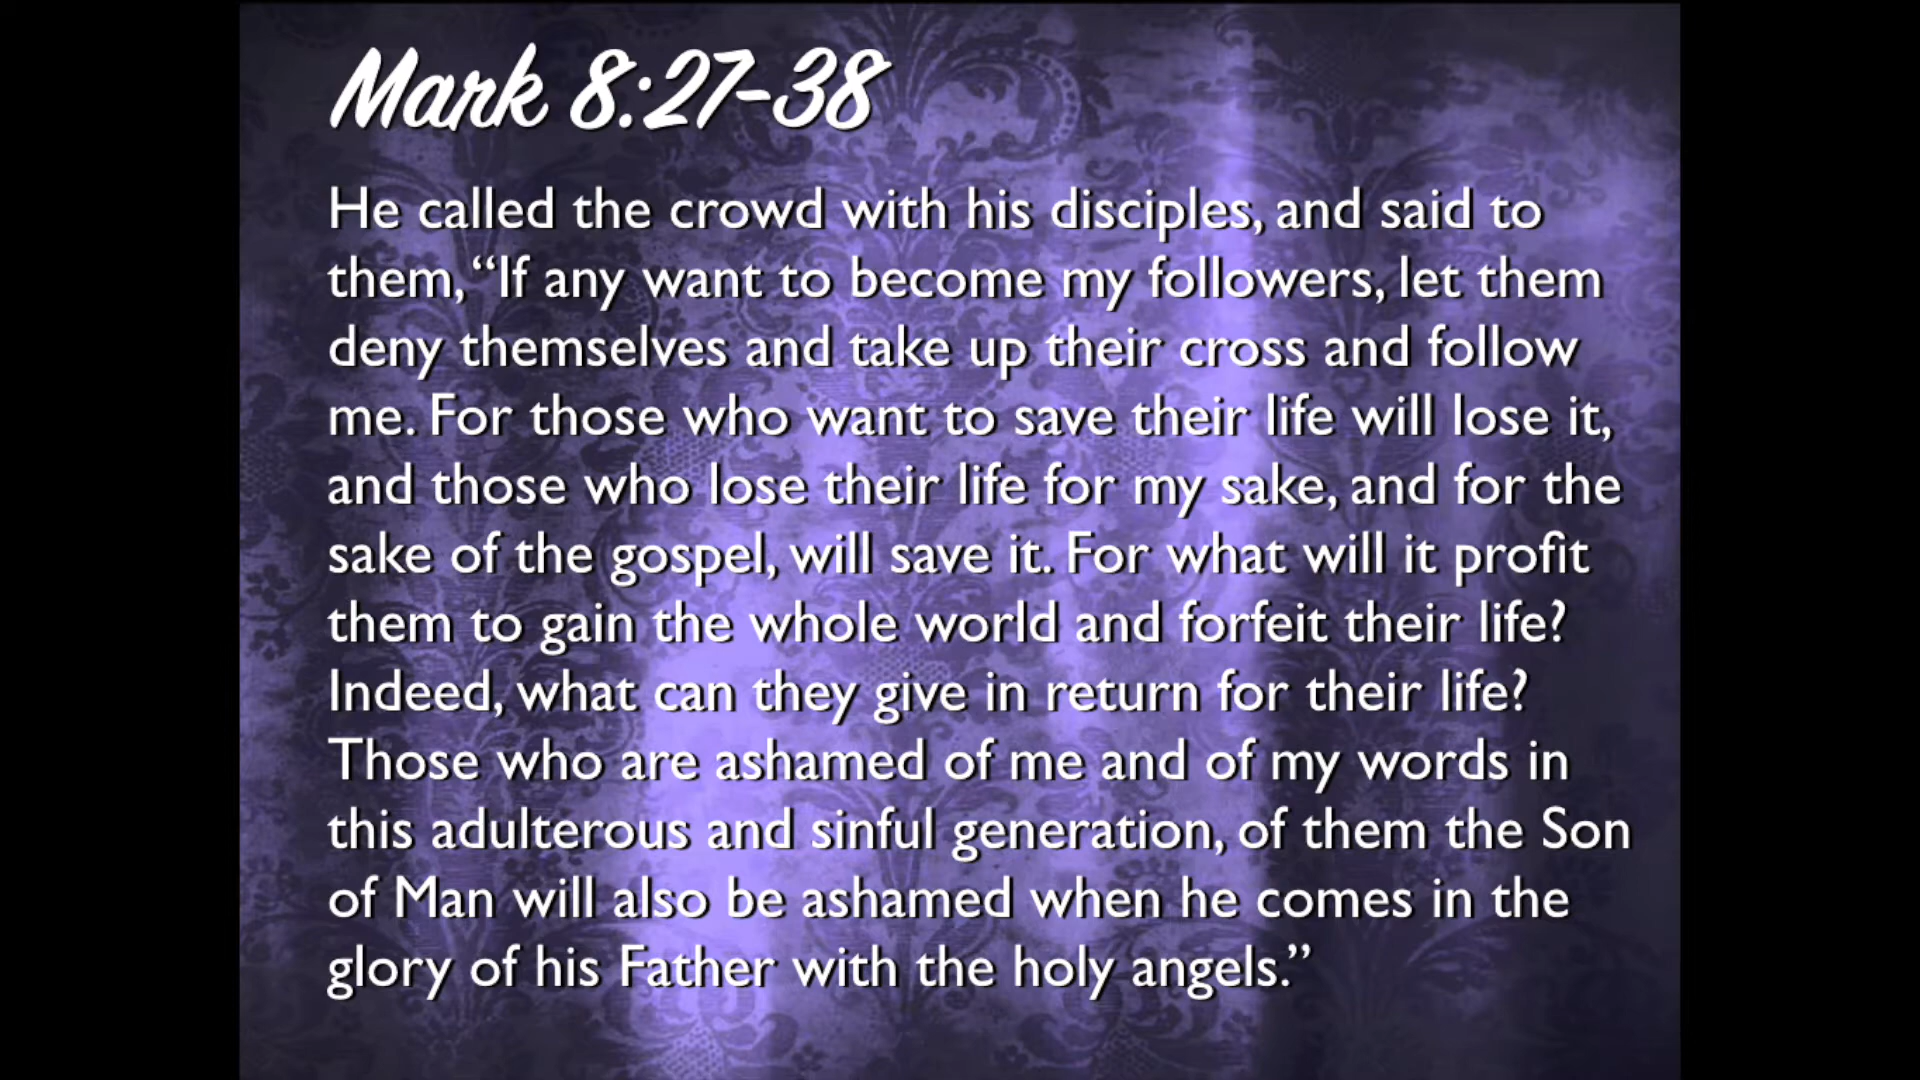 Mark 8:27-38
He called the crowd with his disciples, and said to
them, “If any want to become my followers, let them
deny themselves and take up their cross and follow
me. For those who want to save their life will lose it,
and those who lose their life for my sake, and for the
sake of the gospel, will save it. For what will it profit
them to gain the whole world and forfeit their life?
Indeed, what can they give in return for their life?
Those who are ashamed of me and of my words in
this adulterous and sinful generation, of them the Son
of Man will also be ashamed when he comes in the
glory of his Father with the holy angels.”